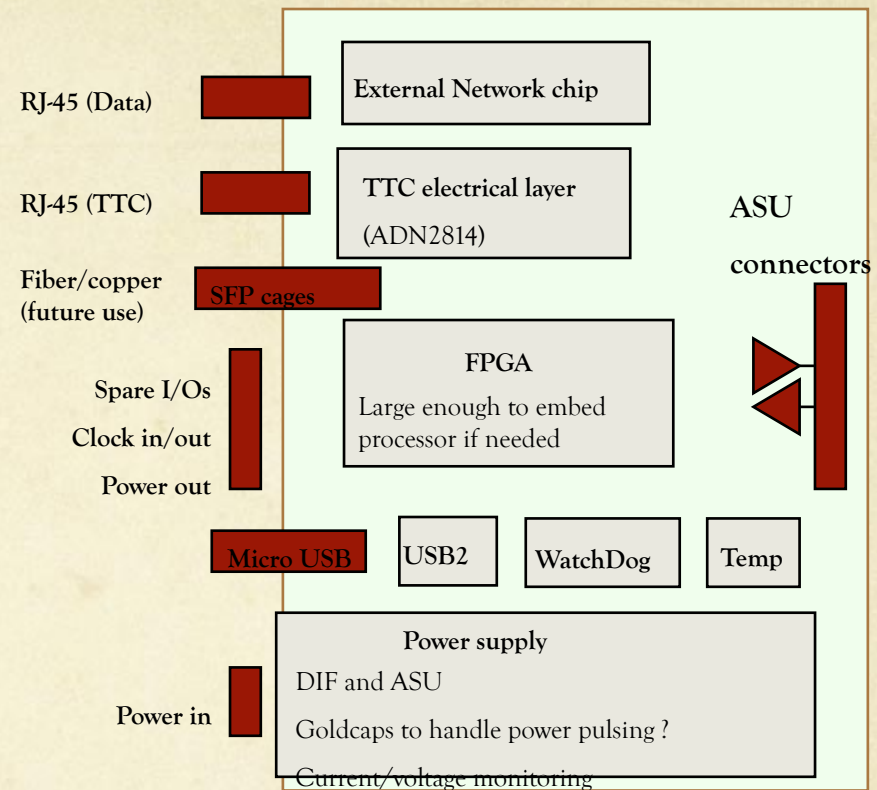 RJ-45 (Data)
External Network chip
RJ-45 (TTC)
TTC electrical layer
(ADN2814)
ASU
connectors
Fiber/copper
(future use)
SFP cages
FPGA
Large enough to embed
processor if needed
Spare I/Os
Clock in/out
Power out
Micro USB
USB2
WatchDog
Temp
Power supply
DIF and ASU
Goldcaps to handle power pulsing ?
Current/voltage monitoring
Power in